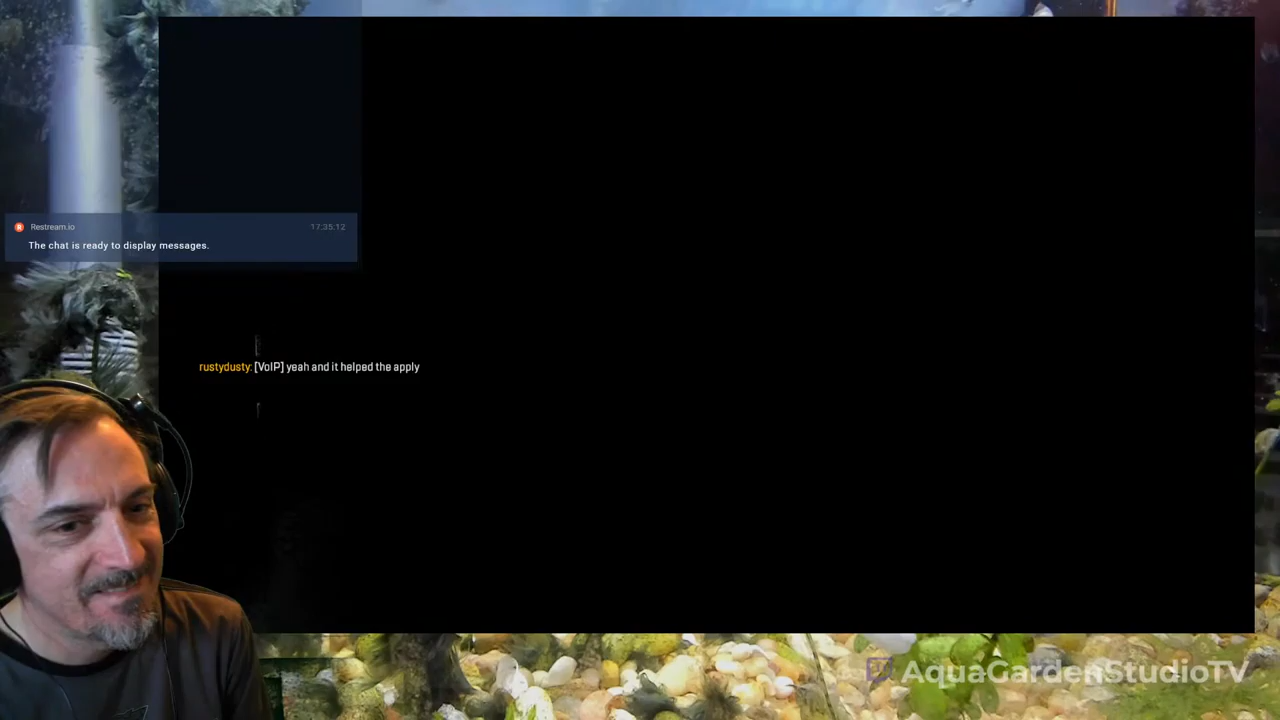 Restream.io 17:35:12
The chat is ready to display messages.
rustydusty: [VoIP] yeah and it helped the apply
AquaGardenStudioTV